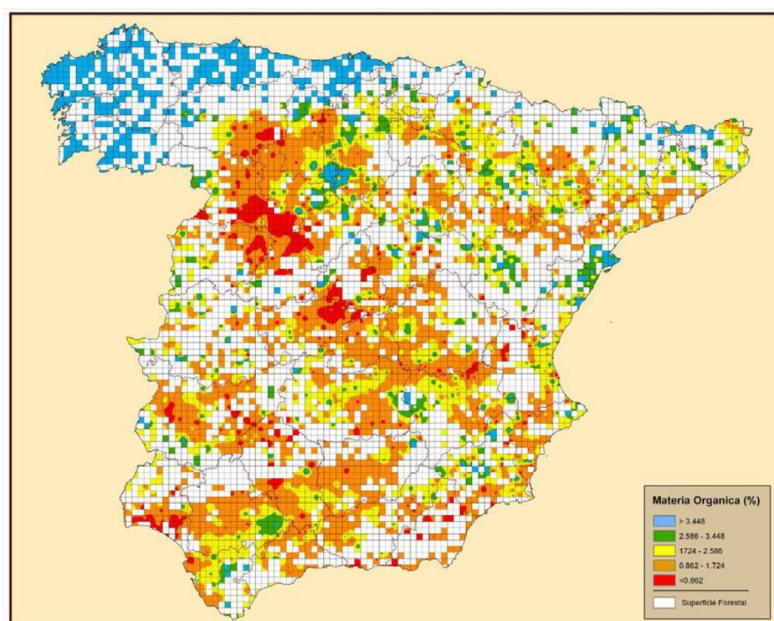 Materia Organica (%)
> 3.448
2.586 - 3.448
1724 - 2.586
0.862 - 1.724
<0.862
Superficie Forestal